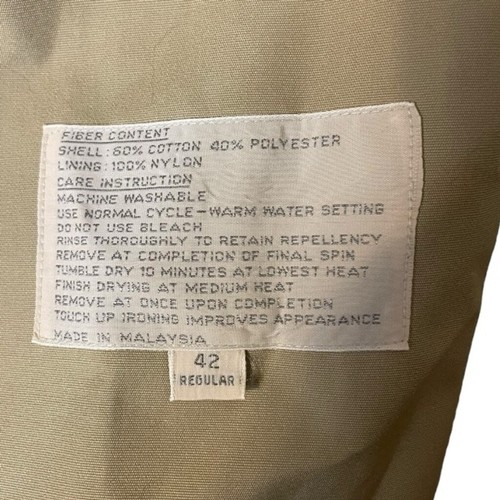 FIBER CONTENT
SHELL: 60% COTTON 40% POLYESTER
LINING: 100% NYLON
CARE INSTRUCTION
MACHINE WASHABLE
USE NORMAL CYCLE-WARM WATER SETTING
DO NOT USE BLEACH
RINSE THOROUGHLY TO RETAIN REPELLENCY
REMOVE AT COMPLETION OF FINAL SPIN
TUMBLE DRY 10 MINUTES AT LOWEST HEAT
FINISH DRYING AT MEDIUM HEAT
REMOVE AT ONCE UPON COMPLETION
TOUCH UP IRONING IMPROVES APPEARANCE
MADE IN MALAYSIA
42
REGULAR